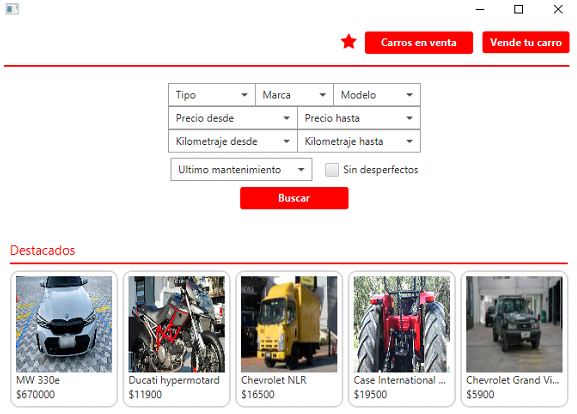 Carros en venta Vende tu carro
Tipo Marca Modelo
Precio desde Precio hasta
Kilometraje desde Kilometraje hasta
Ultimo mantenimiento Sin desperfectos
Buscar
Destacados
MW 330e Ducati hypermotard Chevrolet NLR Case International ... Chevrolet Grand Vi...
$670000 $11900 $16500 $19500 $5900